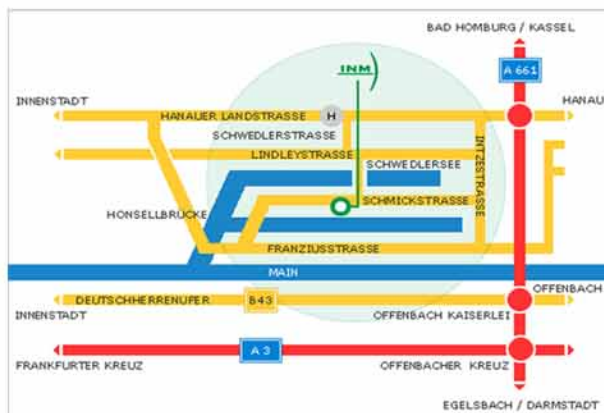 BAD HOMBURG / KASSEL
A 661
INM
INNENSTADT
HANAU
HANAUER LANDSTRASSE
H
SCHWEDLERSTRASSE
LINDLEYSTRASSE
SCHWEDLERSEE
INTZESTRASSE
SCHMICKSTRASSE
HONSELLBRÜCKE
FRANZIUSSTRASSE
MAIN
OFFENBACH
DEUTSCHHERRENUFER
B43
INNENSTADT
OFFENBACH KAISERLEI
A 3
FRANKFURTER KREUZ
OFFENBACHER KREUZ
EGELSBACH / DARMSTADT